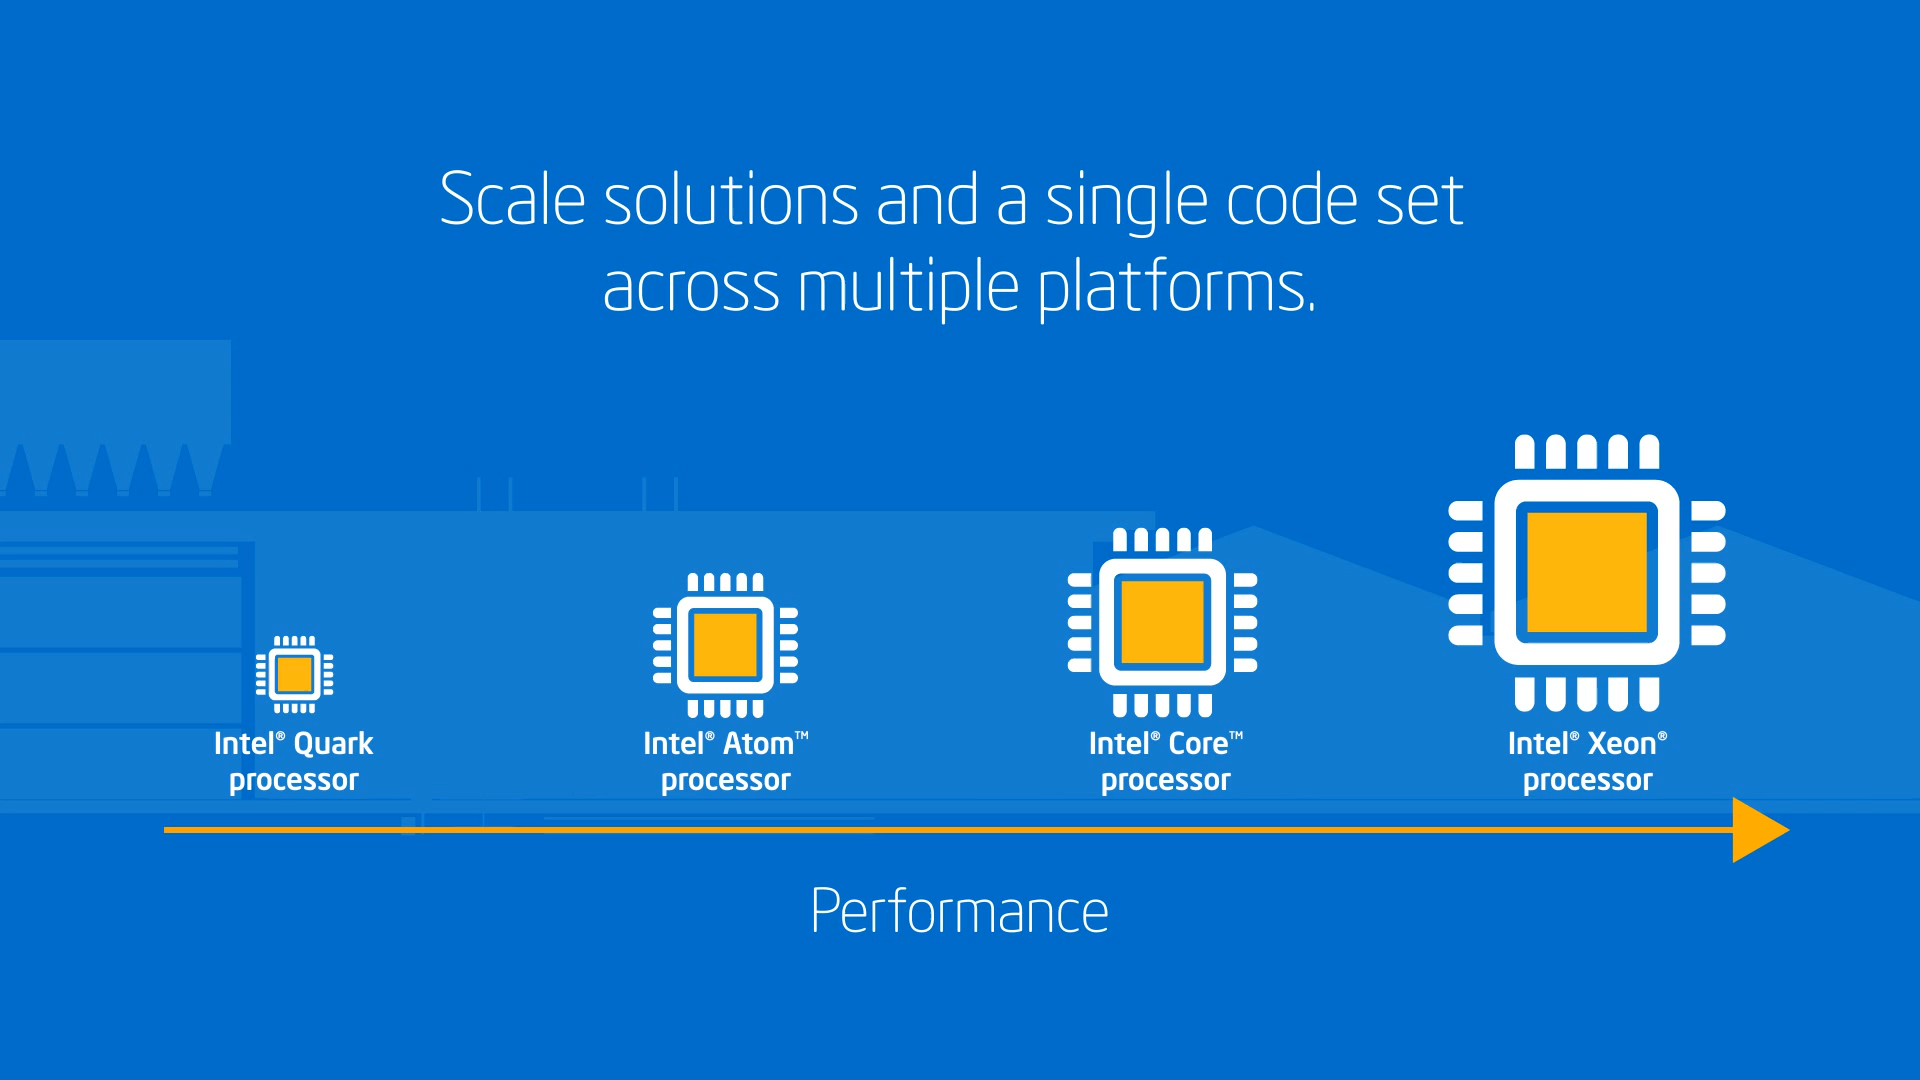 Scale solutions and a single code set
across multiple platforms.
Intel® Quark
processor
Intel® Atom™
processor
Intel® Core™
processor
Intel® Xeon®
processor
Performance